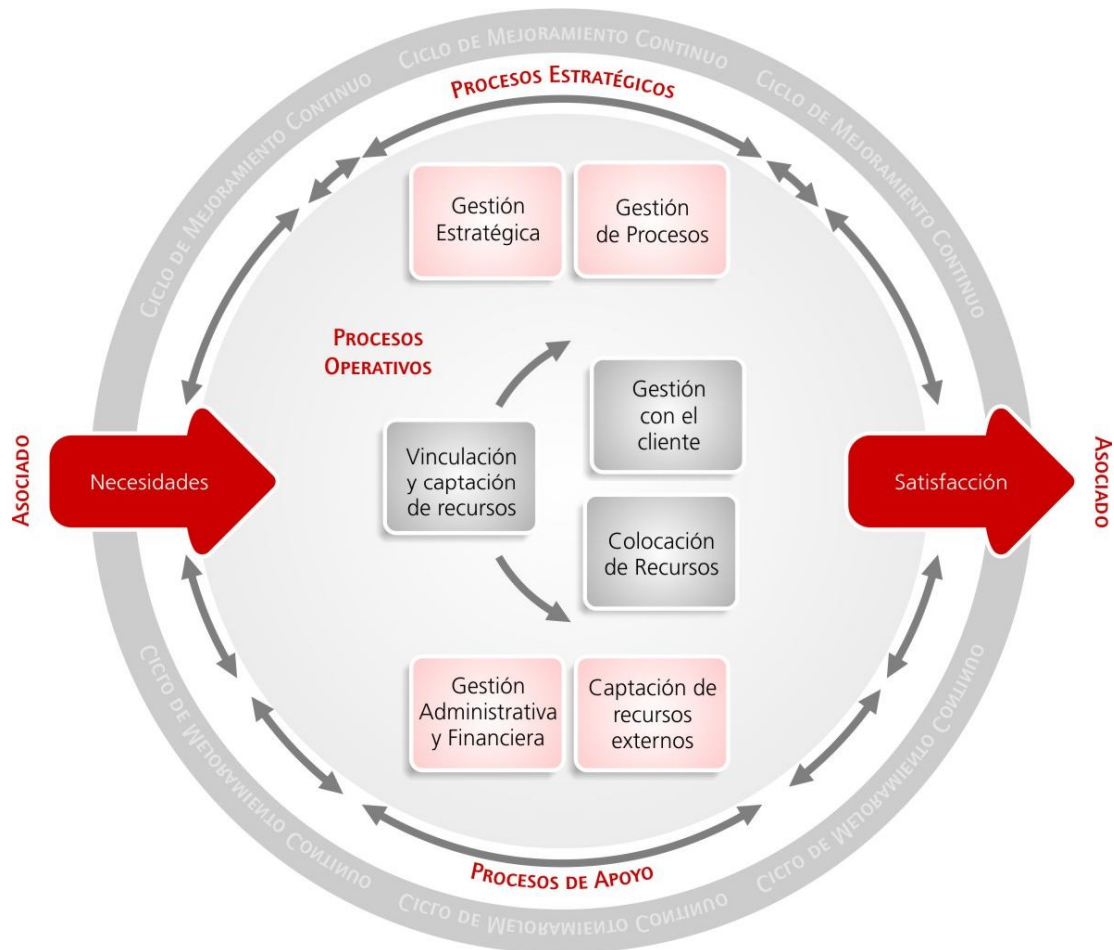 CICLO DE MEJORAMIENTO CONTINUO
CICLO DE MEJORAMIENTO CONTINUO
CICLO DE MEJORAMIENTO CONTINUO
PROCESOS ESTRATÉGICOS
Gestión
Estratégica
Gestión
de Procesos
PROCESOS
OPERATIVOS
Gestión
con el
cliente
ASOCIADO
Necesidades
Vinculación
y captación
de recursos
Satisfacción
ASOCIADO
Colocación
de Recursos
Gestión
Administrativa
y Financiera
Captación de
recursos
externos
PROCESOS DE APOYO
CICLO DE MEJORAMIENTO CONTINUO
CICLO DE MEJORAMIENTO CONTINUO
CICLO DE MEJORAMIENTO CONTINUO